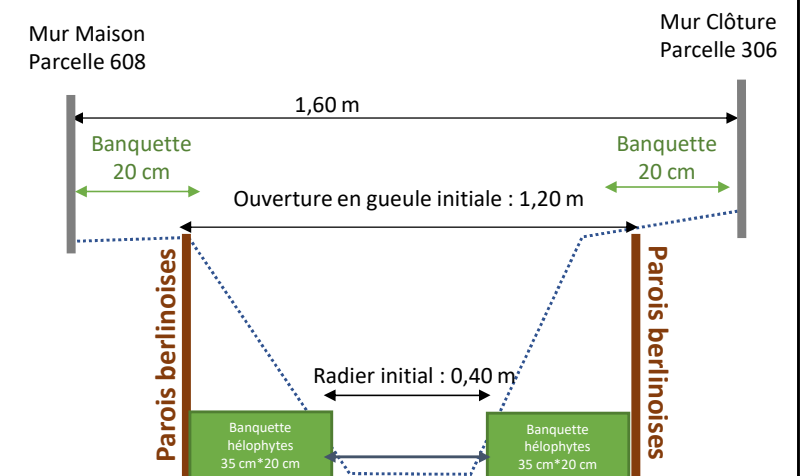 Mur Maison
Parcelle 608
Mur Clôture
Parcelle 306
1,60 m
Banquette
20 cm
Banquette
20 cm
Ouverture en gueule initiale : 1,20 m
Parois berlinoises
Parois berlinoises
Radier initial : 0,40 m
Banquette
hélophytes
35 cm*20 cm
Banquette
hélophytes
35 cm*20 cm